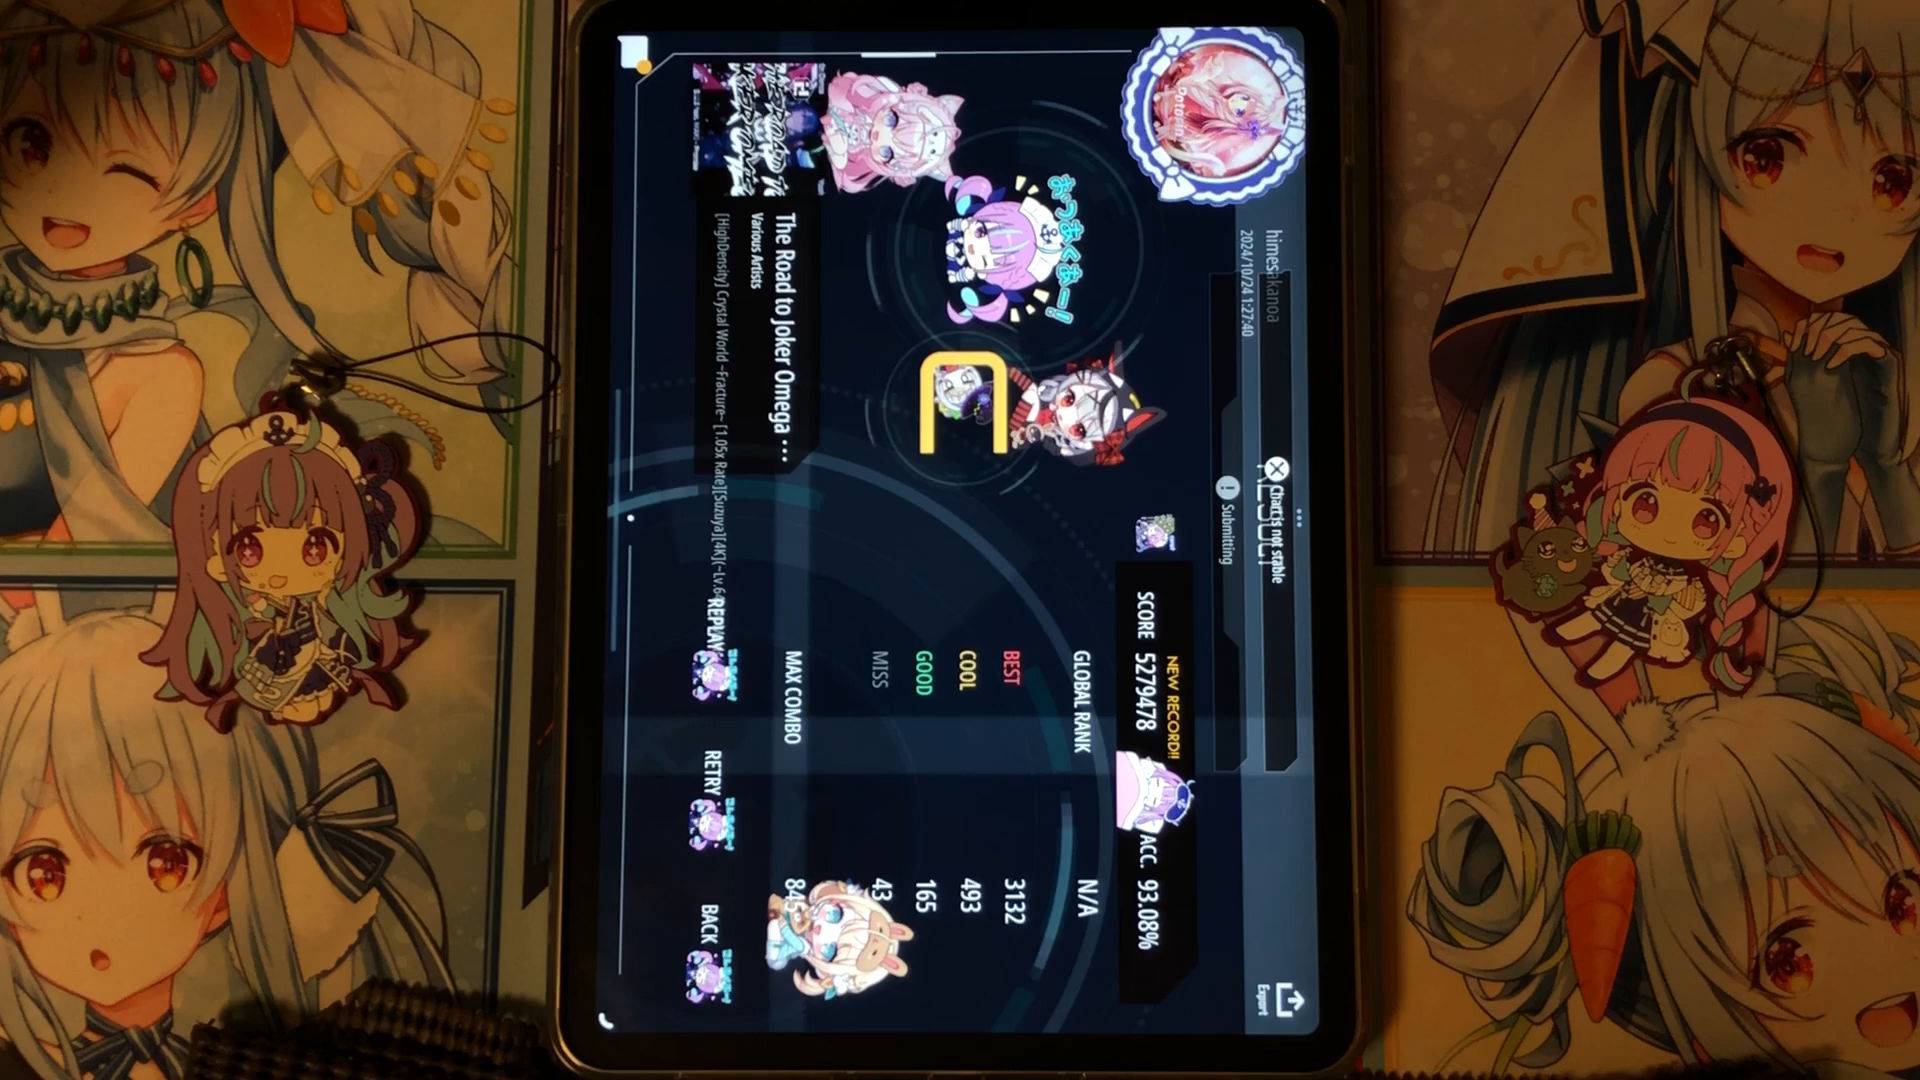 himesakanoa
2024/10/24 1:27:40
Chart is not stable
Submitting
Export
NEW RECORD!!
SCORE 5279478
ACC. 93.08%
GLOBAL RANK N/A
BEST 3132
COOL 493
GOOD 165
MISS 43
MAX COMBO 845
おつあくあー!
The Road to Joker Omega ...
Various Artists
[HighDensity] Crystal World ~Fracture~ [1.05x Rate][Suzuya][4K](~Lv.64
REPLAY
RETRY
BACK